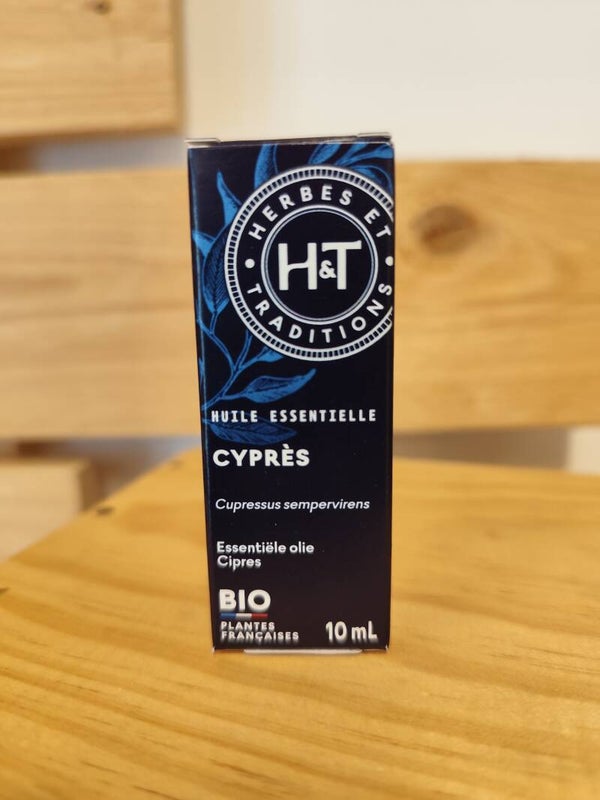 HERBES ET
H&T
TRADITIONS
HUILE ESSENTIELLE
CYPRÈS
Cupressus sempervirens
Essentiële olie
Cipres
BIO
PLANTES
FRANÇAISES
10 mL